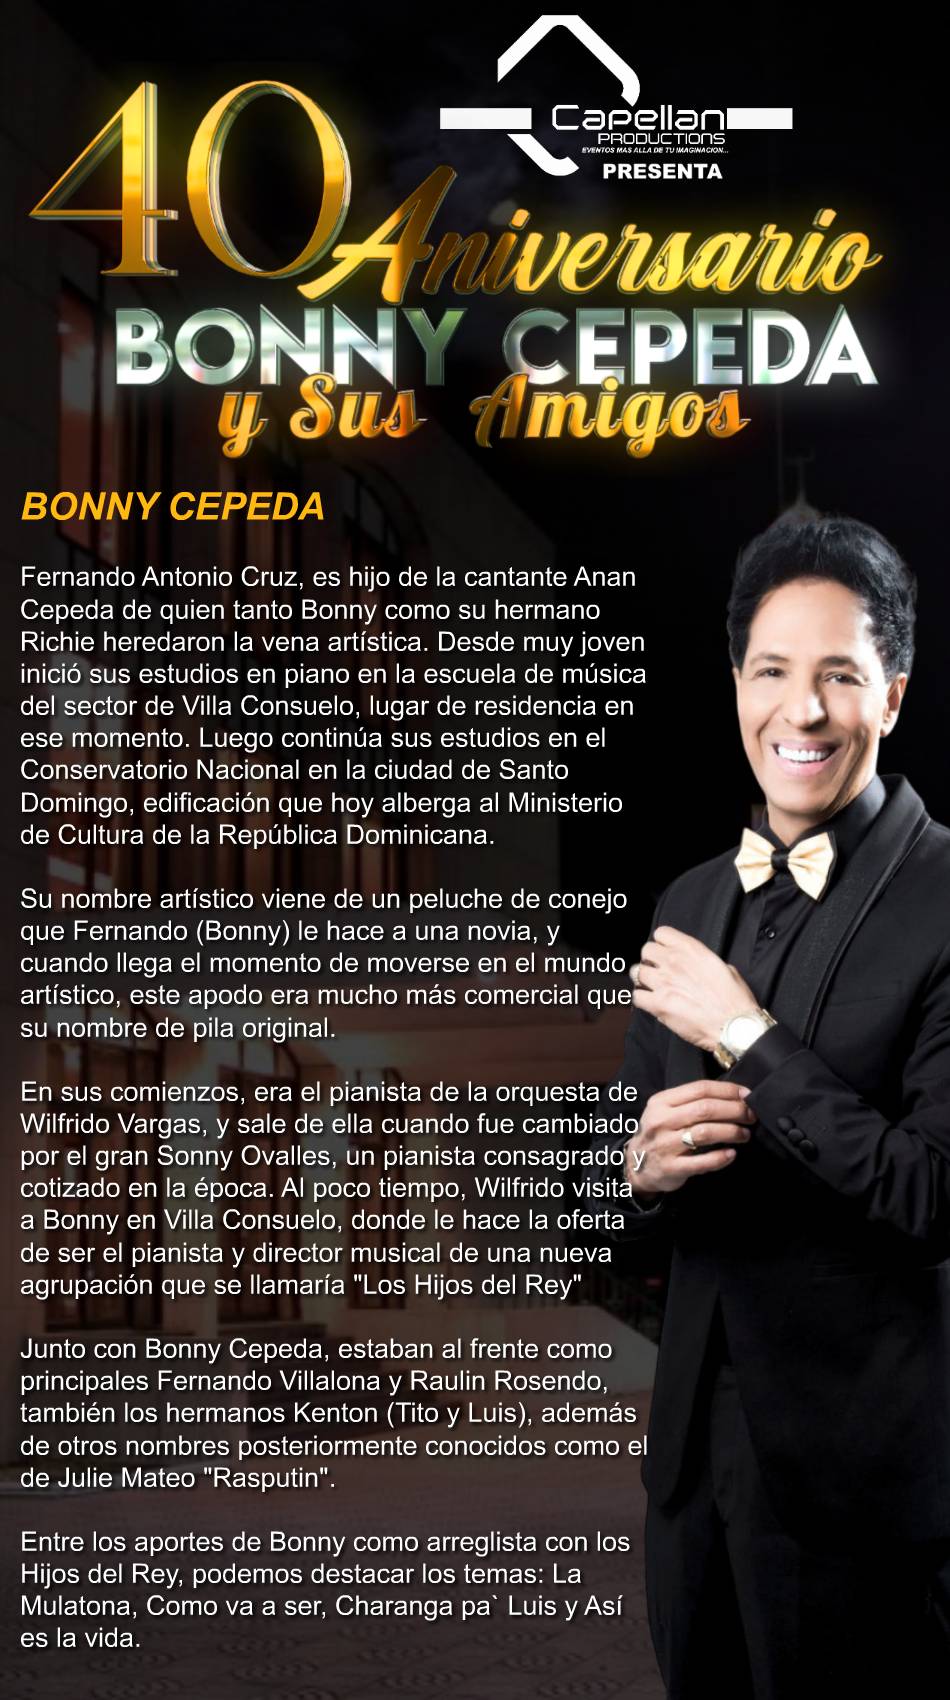 Capellan
PRODUCTIONS
EVENTOS MAS ALLA DE TU IMAGINACION...
PRESENTA
40 Aniversario
BONNY CEPEDA
y Sus Amigos
BONNY CEPEDA
Fernando Antonio Cruz, es hijo de la cantante Anan
Cepeda de quien tanto Bonny como su hermano
Richie heredaron la vena artística. Desde muy joven
inició sus estudios en piano en la escuela de música
del sector de Villa Consuelo, lugar de residencia en
ese momento. Luego continúa sus estudios en el
Conservatorio Nacional en la ciudad de Santo
Domingo, edificación que hoy alberga al Ministerio
de Cultura de la República Dominicana.
Su nombre artístico viene de un peluche de conejo
que Fernando (Bonny) le hace a una novia, y
cuando llega el momento de moverse en el mundo
artístico, este apodo era mucho más comercial que
su nombre de pila original.
En sus comienzos, era el pianista de la orquesta de
Wilfrido Vargas, y sale de ella cuando fue cambiado
por el gran Sonny Ovalles, un pianista consagrado y
cotizado en la época. Al poco tiempo, Wilfrido visita
a Bonny en Villa Consuelo, donde le hace la oferta
de ser el pianista y director musical de una nueva
agrupación que se llamaría "Los Hijos del Rey"
Junto con Bonny Cepeda, estaban al frente como
principales Fernando Villalona y Raulin Rosendo,
también los hermanos Kenton (Tito y Luis), además
de otros nombres posteriormente conocidos como el
de Julie Mateo "Rasputin".
Entre los aportes de Bonny como arreglista con los
Hijos del Rey, podemos destacar los temas: La
Mulatona, Como va a ser, Charanga pa` Luis y Así
es la vida.